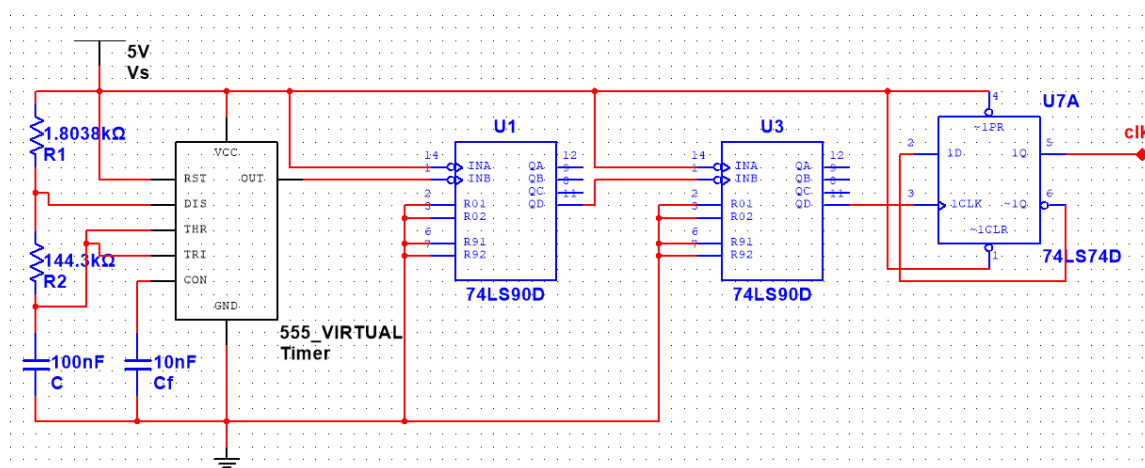 5V
Vs
1.8038kΩ
R1
144.3kΩ
R2
100nF
C
10nF
Cf
VCC
RST
OUT
DIS
THR
TRI
CON
GND
555_VIRTUAL
Timer
U1
14
INA
QA
12
1
INB
QB
9
QC
8
2
R01
QD
11
3
R02
6
R91
7
R92
74LS90D
U3
14
INA
QA
12
1
INB
QB
9
QC
8
2
R01
QD
11
3
R02
6
R91
7
R92
74LS90D
U7A
4
~1PR
2
1D
1Q
5
3
1CLK
~1Q
6
~1CLR
1
74LS74D
clk